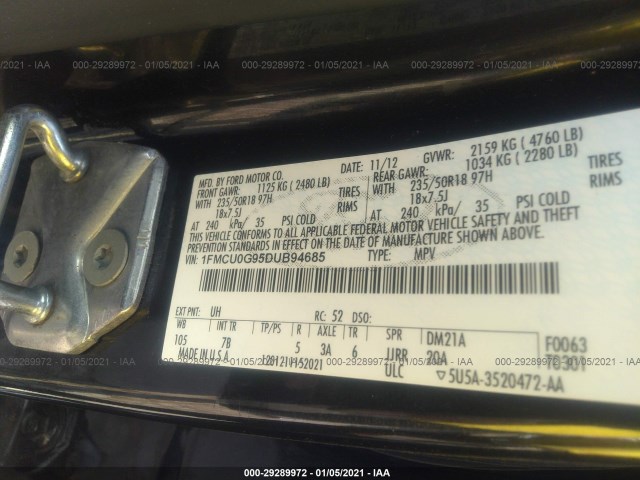 000-29289972 - 01/05/2021 - IAA
MFD. BY FORD MOTOR CO. DATE: 11/12 GVWR: 2159 KG ( 4760 LB)
FRONT GAWR: 1125 KG ( 2480 LB) REAR GAWR: 1034 KG ( 2280 LB)
WITH 235/50R18 97H TIRES WITH 235/50R18 97H TIRES
18x7.5J RIMS 18x7.5J RIMS
AT 240 kPa/ 35 PSI COLD AT 240 kPa/ 35 PSI COLD
THIS VEHICLE CONFORMS TO ALL APPLICABLE FEDERAL MOTOR VEHICLE SAFETY AND THEFT
PREVENTION STANDARDS IN EFFECT ON THE DATE OF MANUFACTURE SHOWN ABOVE.
VIN: 1FMCU0G95DUB94685 TYPE: MPV
EXT PNT: UH RC: 52 DSO:
WB INT TR TP/PS R AXLE TR SPR DM21A F0063
105 7B 5 3A 6 UJRR 20A
MADE IN U.S.A. ULC 5U5A-3520472-AA
000-29289972 - 01/05/2021 - IAA